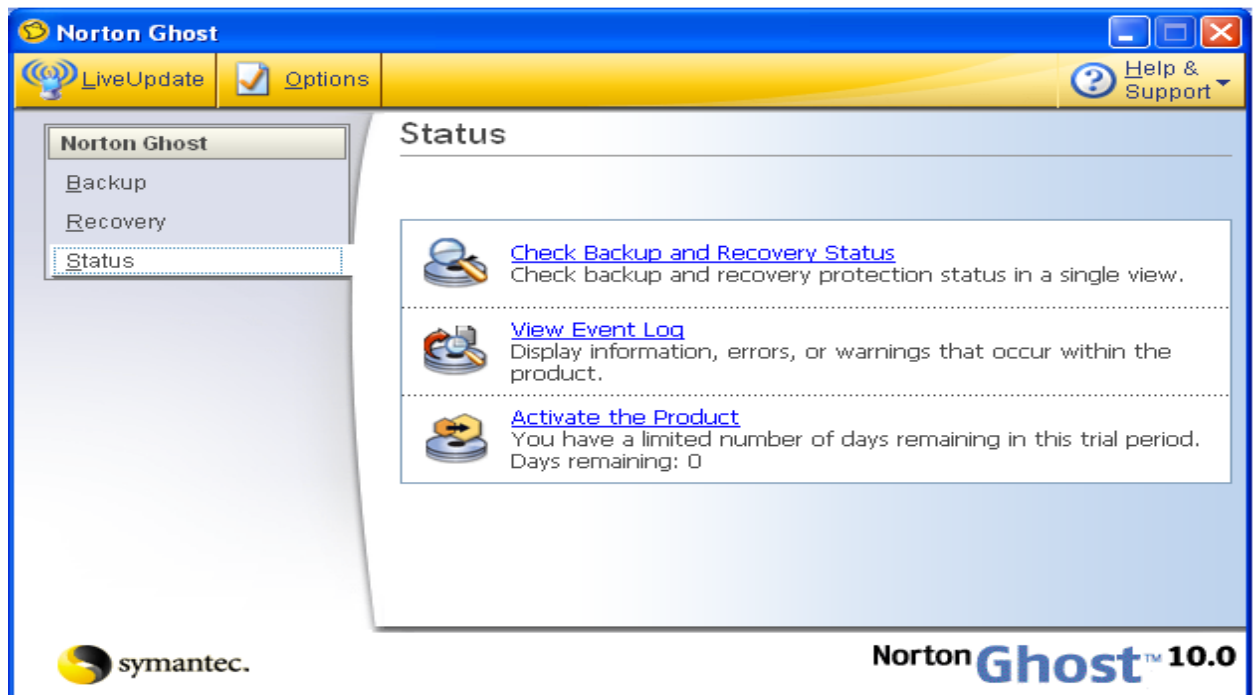 Norton Ghost
LiveUpdate
Options
Help &
Support
Norton Ghost
Backup
Recovery
Status
Status
Check Backup and Recovery Status
Check backup and recovery protection status in a single view.
View Event Log
Display information, errors, or warnings that occur within the
product.
Activate the Product
You have a limited number of days remaining in this trial period.
Days remaining: 0
symantec.
Norton Ghost™ 10.0